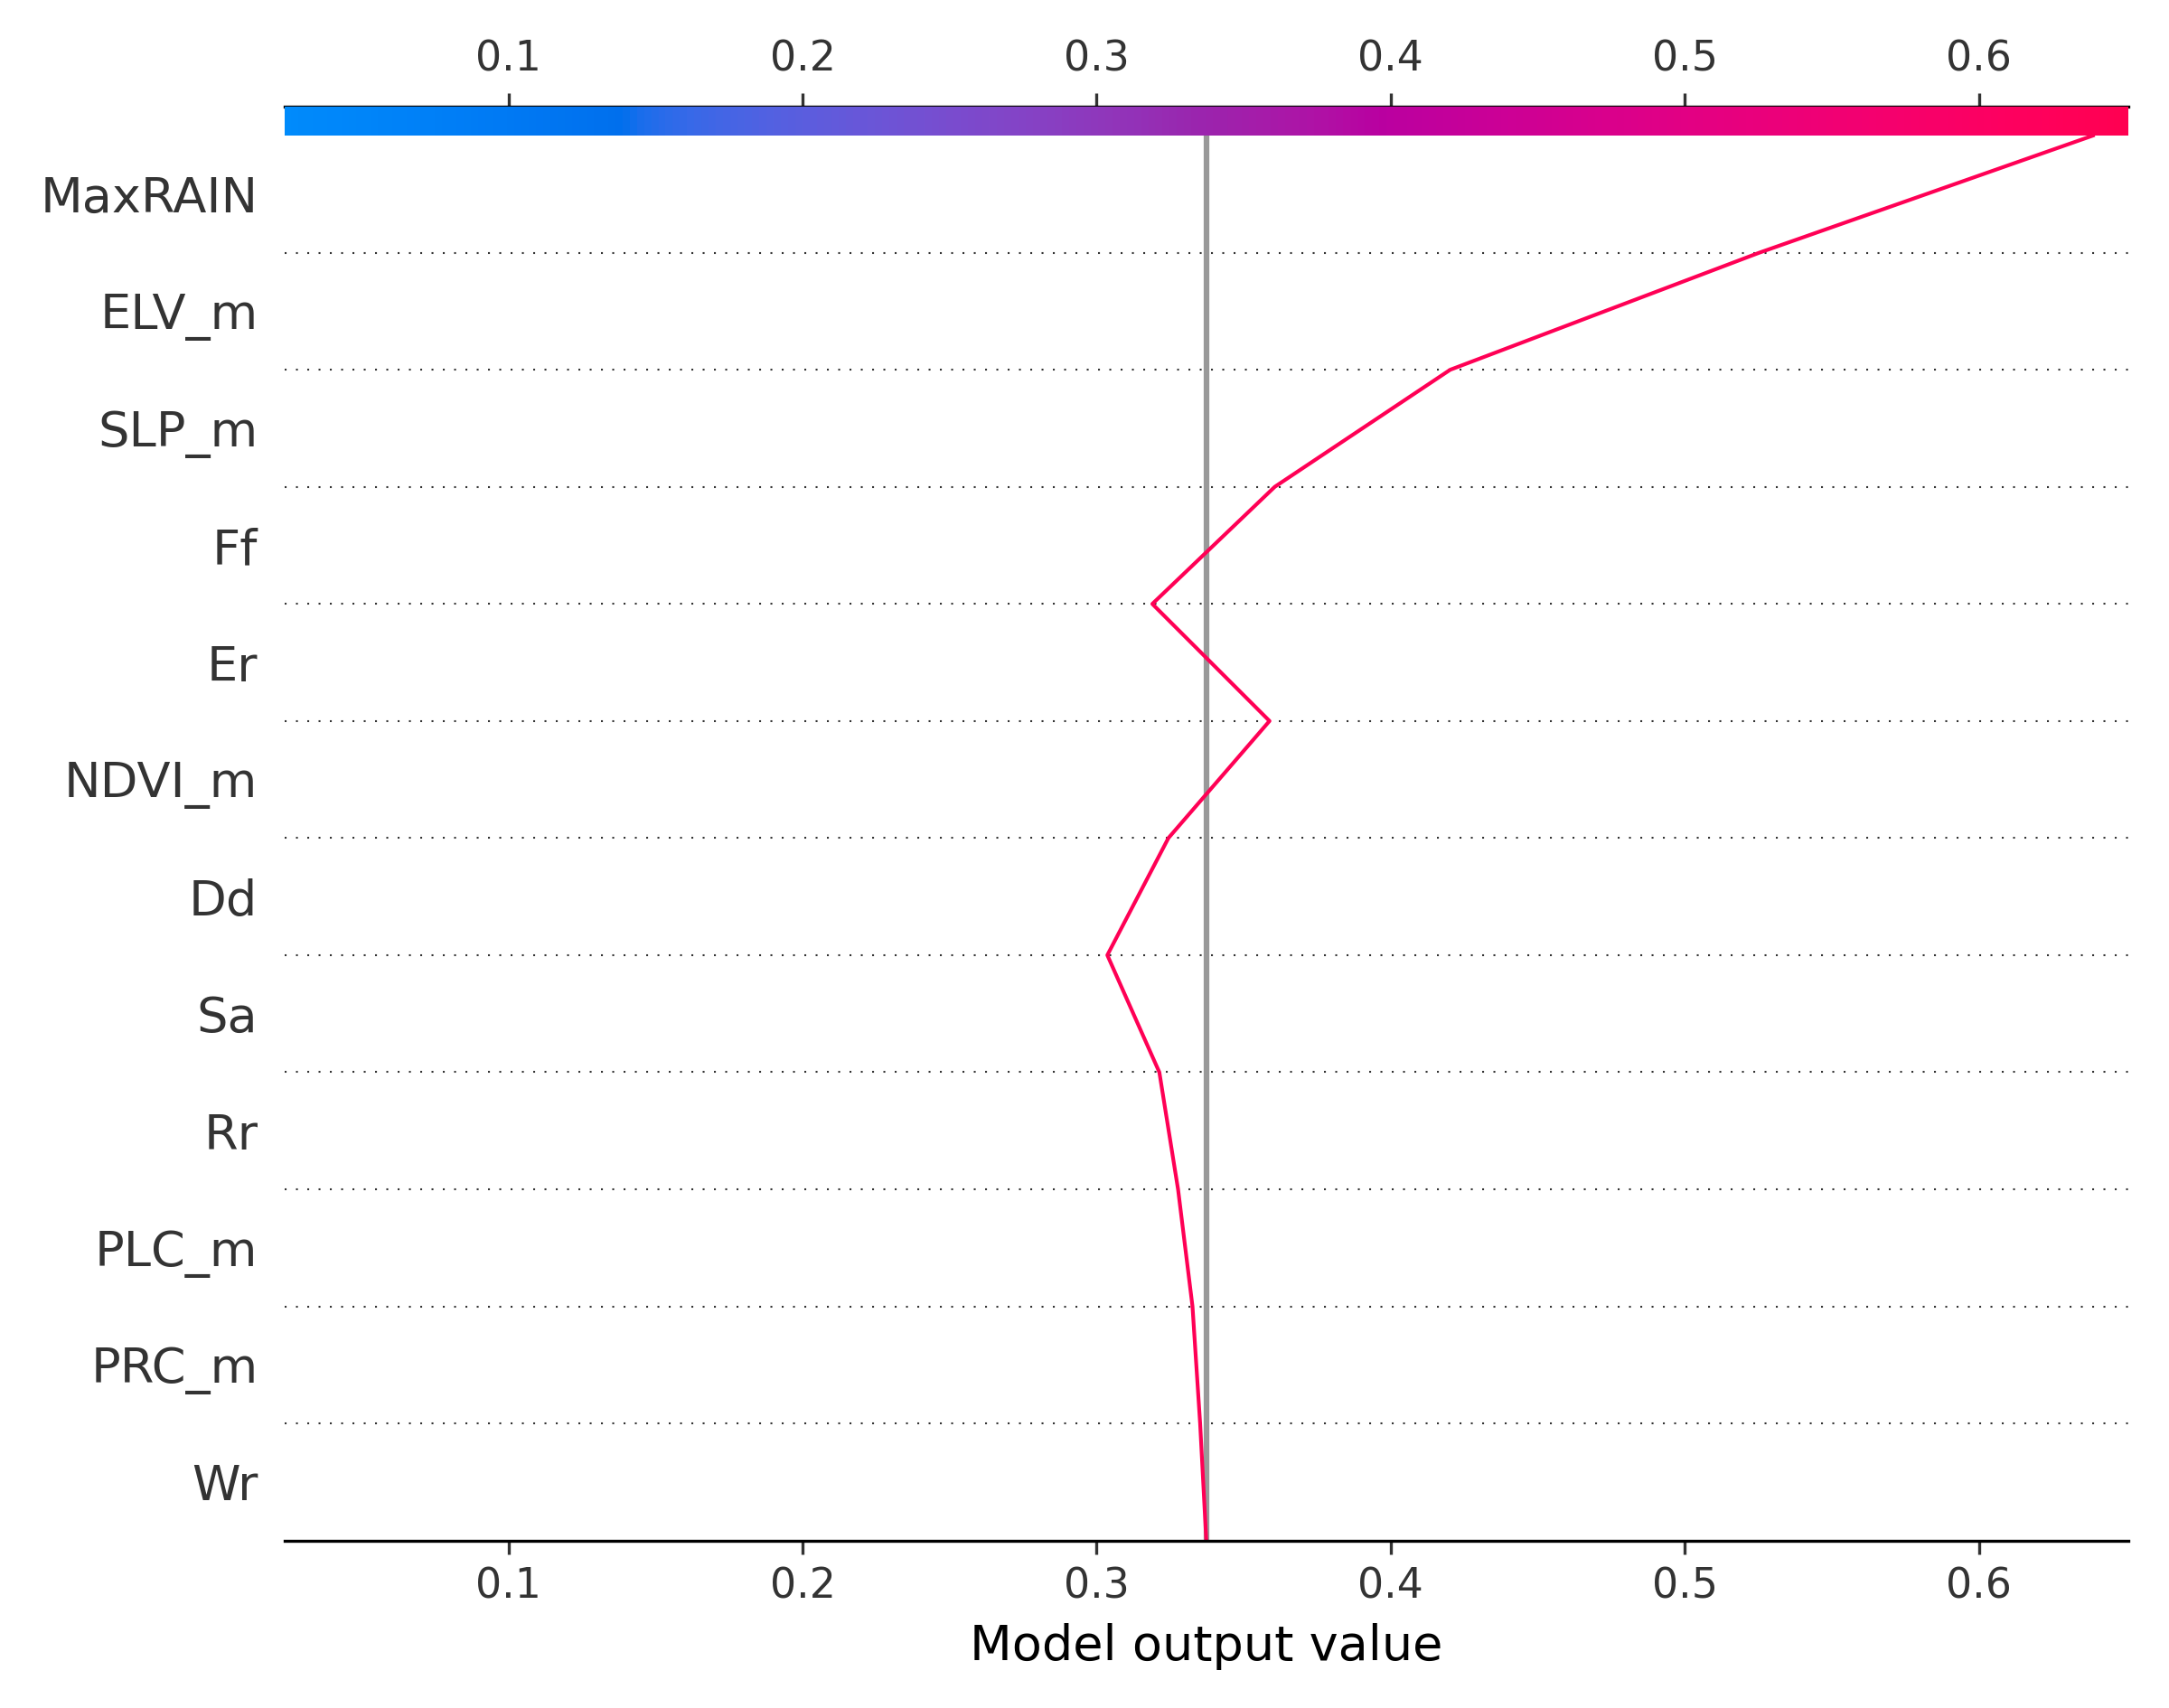 0.1 0.2 0.3 0.4 0.5 0.6
MaxRAIN
ELV_m
SLP_m
Ff
Er
NDVI_m
Dd
Sa
Rr
PLC_m
PRC_m
Wr
0.1 0.2 0.3 0.4 0.5 0.6
Model output value